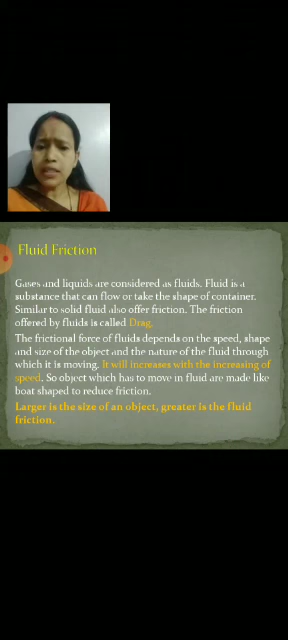 Fluid Friction
Gases and liquids are considered as fluids. Fluid is a
substance that can flow or take the shape of container.
Similar to solid fluid also offer friction. The friction
offered by fluids is called Drag.
The frictional force of fluids depends on the speed, shape
and size of the object and the nature of the fluid through
which it is moving. It will increases with the increasing of
speed. So object which has to move in fluid are made like
boat shaped to reduce friction.
Larger is the size of an object, greater is the fluid
friction.